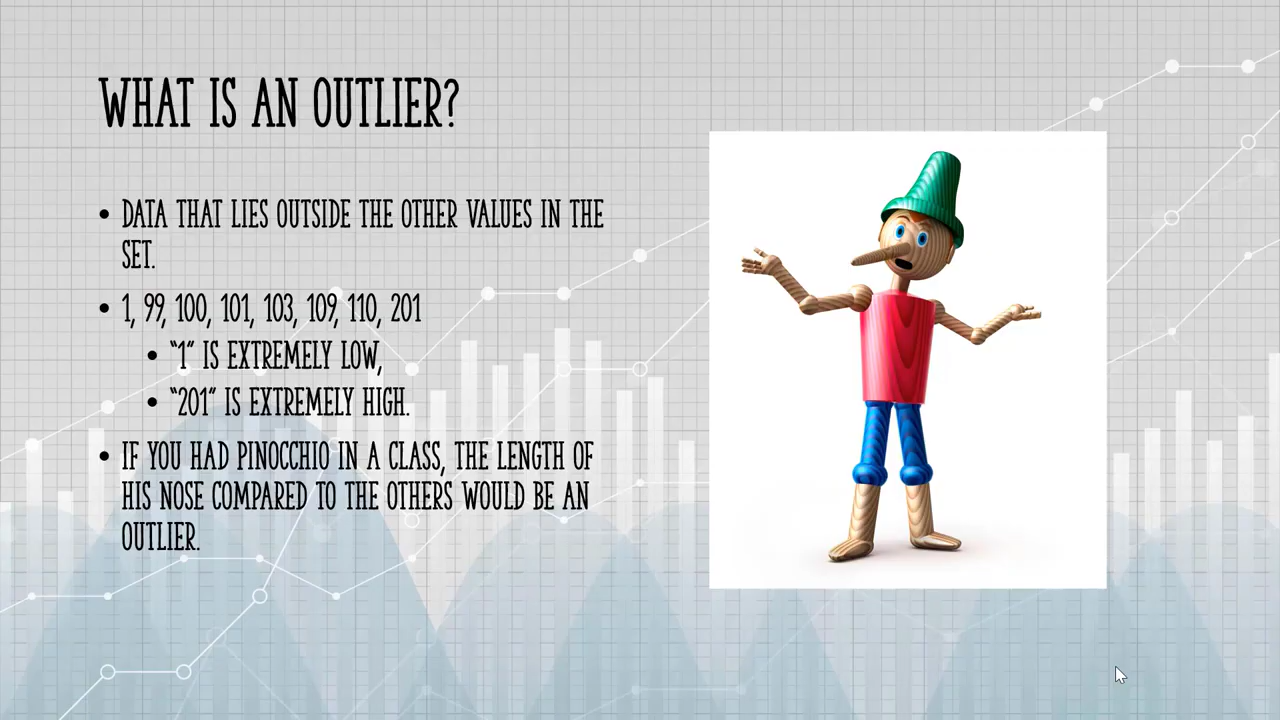 WHAT IS AN OUTLIER?
• DATA THAT LIES OUTSIDE THE OTHER VALUES IN THE
SET.
• 1, 99, 100, 101, 103, 109, 110, 201
• "1" IS EXTREMELY LOW,
• "201" IS EXTREMELY HIGH.
• IF YOU HAD PINOCCHIO IN A CLASS, THE LENGTH OF
HIS NOSE COMPARED TO THE OTHERS WOULD BE AN
OUTLIER.